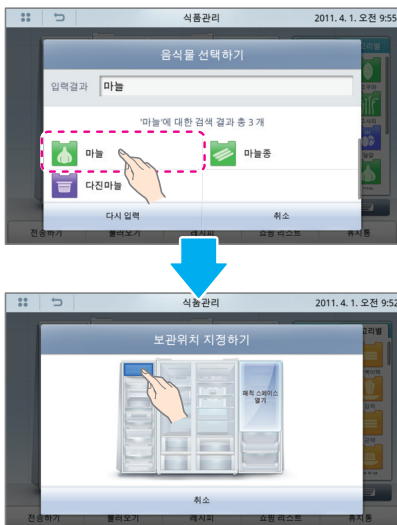 식품관리
2011. 4. 1. 오전 9:55
음식물 선택하기
입력결과
마늘
'마늘'에 대한 검색 결과 총 3 개
마늘
마늘종
다진마늘
다시 입력
취소
전송하기
불러오기
레시피
쇼핑 리스트
휴지통
식품관리
2011. 4. 1. 오전 9:52
보관위치 지정하기
매직 스페이스
열기
취소
전송하기
불러오기
레시피
쇼핑 리스트
휴지통